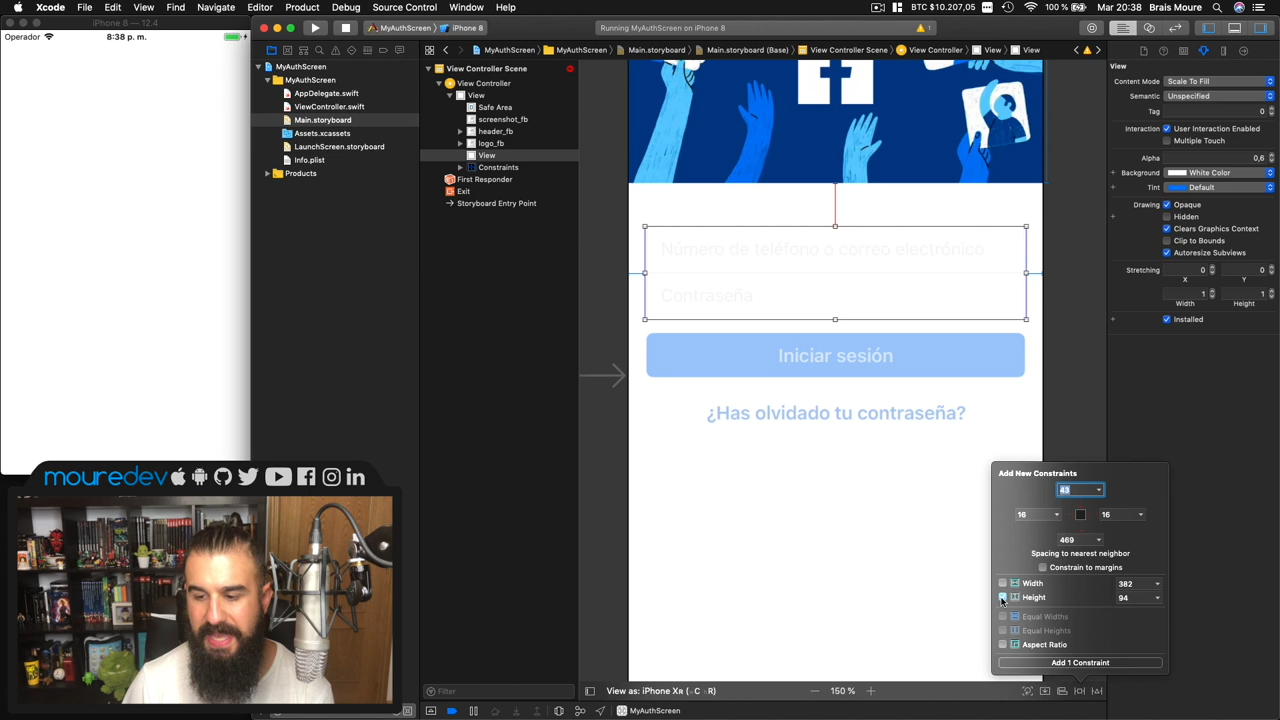 Xcode File Edit View Find Navigate Editor Product Debug Source Control Window Help
BTC $10.207,05 100% Mar 20:38 Brais Moure
iPhone 8 — 12.4
MyAuthScreen iPhone 8
Running MyAuthScreen on iPhone 8
1
Operador 8:38 p. m.
MyAuthScreen MyAuthScreen Main.storyboard Main.storyboard (Base) View Controller Scene View Controller View View
MyAuthScreen
MyAuthScreen
AppDelegate.swift
ViewController.swift
Main.storyboard
Assets.xcassets
LaunchScreen.storyboard
Info.plist
Products
View Controller Scene
View Controller
View
Safe Area
screenshot_fb
header_fb
logo_fb
View
Constraints
First Responder
Exit
Storyboard Entry Point
Número de teléfono o correo electrónico
Contraseña
Iniciar sesión
¿Has olvidado tu contraseña?
View
Content Mode Scale To Fill
Semantic Unspecified
Tag 0
Interaction User Interaction Enabled
Multiple Touch
Alpha 0,6
Background White Color
Tint Default
Drawing Opaque
Hidden
Clears Graphics Context
Clip to Bounds
Autoresize Subviews
Stretching 0 0
X Y
1 1
Width Height
Installed
Add New Constraints
43
16 16
469
Spacing to nearest neighbor
Constrain to margins
Width 382
Height 94
Equal Widths
Equal Heights
Aspect Ratio
Add 1 Constraint
mouredev
Filter
View as: iPhone XR (wC hR)
150 %
MyAuthScreen